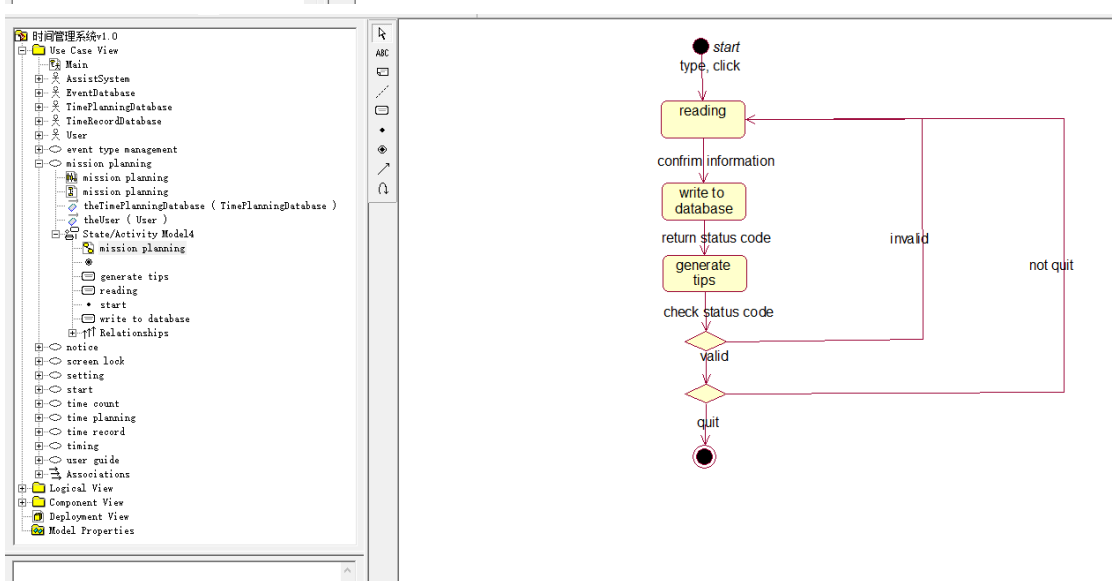 时间管理系统v1.0
Use Case View
Main
AssistSystem
EventDatabase
TimePlanningDatabase
TimeRecordDatabase
User
event type management
mission planning
mission planning
mission planning
theTimePlanningDatabase ( TimePlanningDatabase )
theUser ( User )
State/Activity Model4
mission planning
generate tips
reading
start
write to database
Relationships
notice
screen lock
setting
start
time count
time planning
time record
timing
user guide
Associations
Logical View
Component View
Deployment View
Model Properties
ABC
start
type, click
reading
confrim information
write to
database
return status code
generate
tips
check status code
valid
quit
invalid
not quit